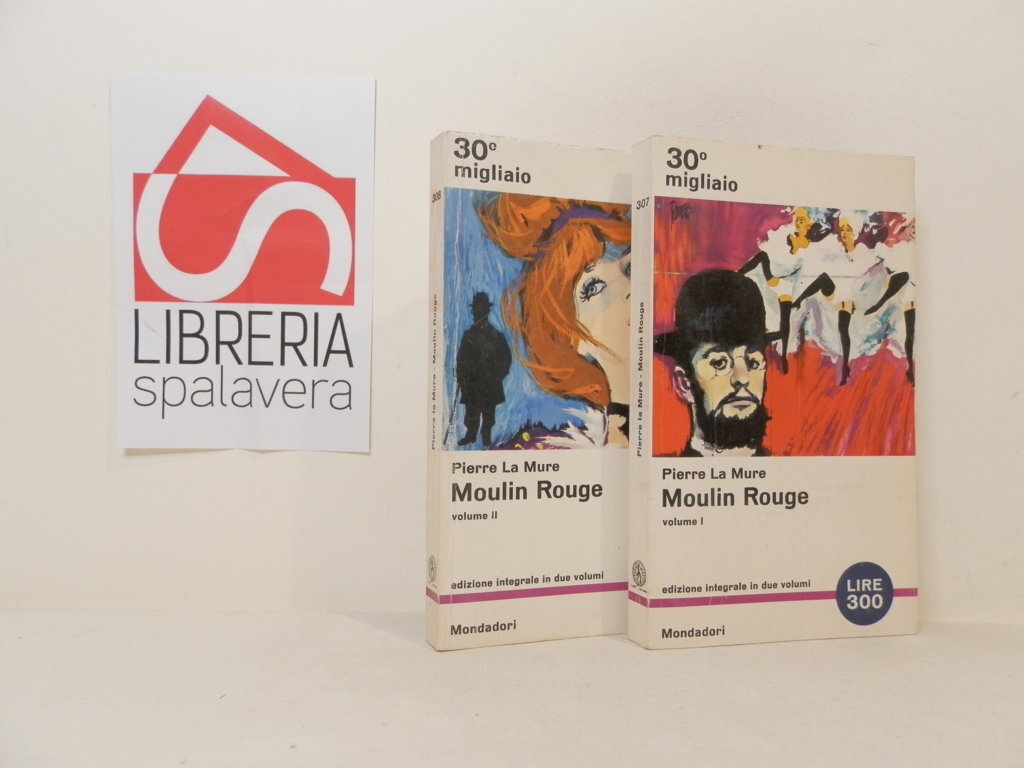 LIBRERIA
spalavera
30º
migliaio
308
Pierre la Mure - Moulin Rouge
Pierre La Mure
Moulin Rouge
volume II
edizione integrale in due volumi
Mondadori
30º
migliaio
307
Pierre la Mure - Moulin Rouge
Pierre La Mure
Moulin Rouge
volume I
edizione integrale in due volumi
LIRE
300
Mondadori